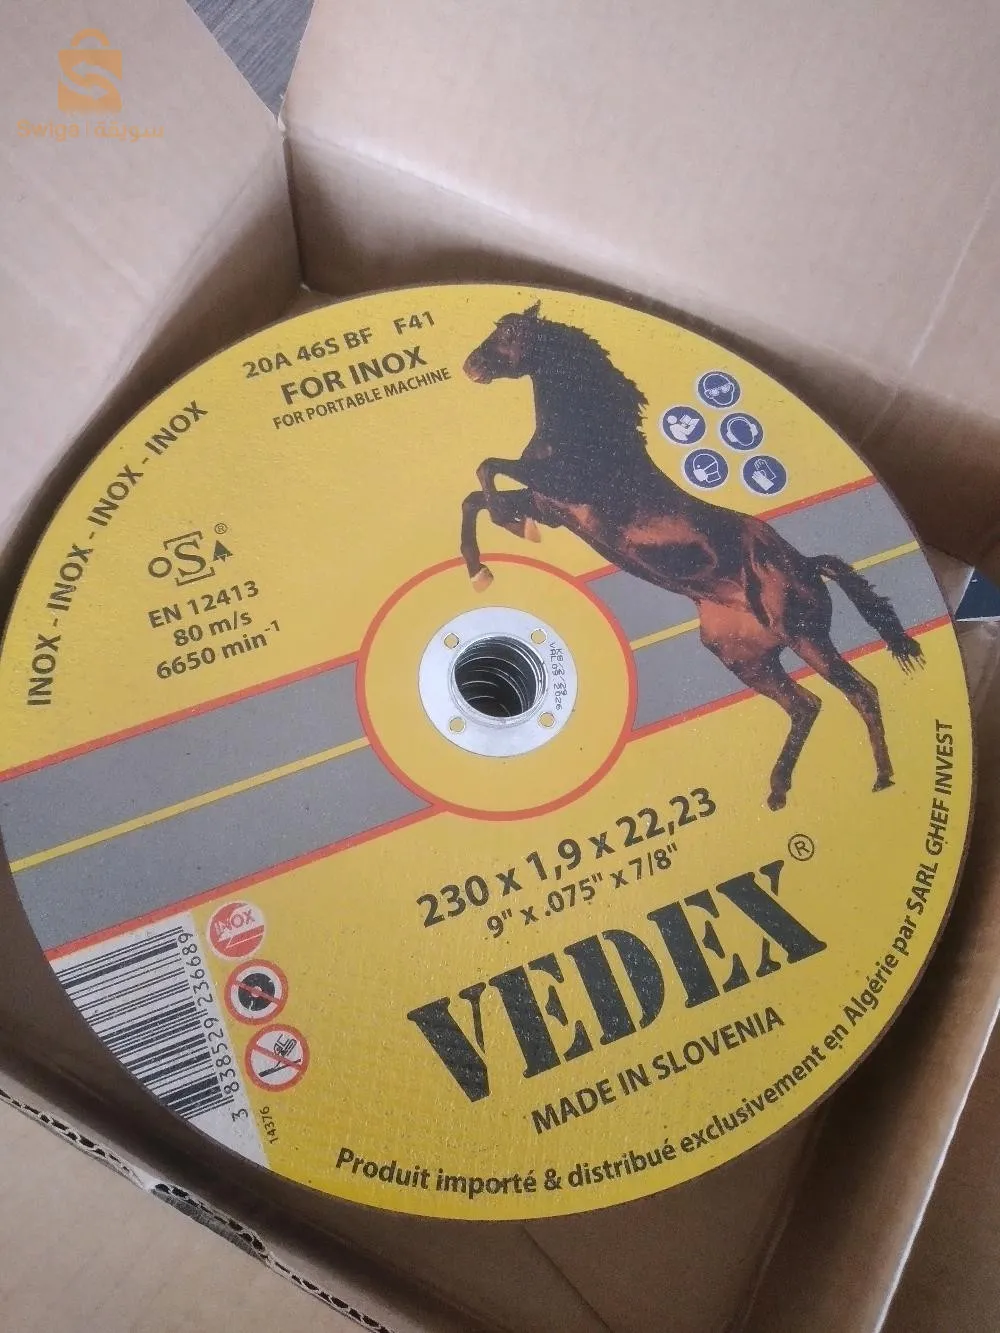 Swiga سويقة
20A 46S BF F41
FOR INOX
FOR PORTABLE MACHINE
INOX - INOX - INOX - INOX
oSa®
EN 12413
80 m/s
6650 min-1
V 09 2026
230 x 1,9 x 22,23
9" x .075" x 7/8"
VEDEX®
MADE IN SLOVENIA
INOX
3 838529 236689
14376
Produit importé & distribué exclusivement en Algérie par SARL GHEF INVEST